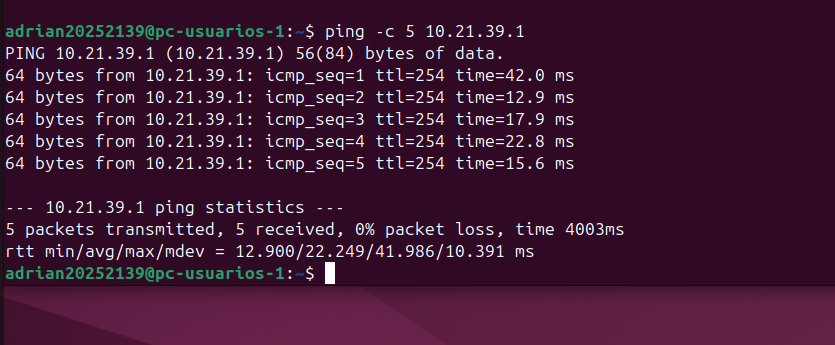 adrian20252139@pc-usuarios-1:~$ ping -c 5 10.21.39.1
PING 10.21.39.1 (10.21.39.1) 56(84) bytes of data.
64 bytes from 10.21.39.1: icmp_seq=1 ttl=254 time=42.0 ms
64 bytes from 10.21.39.1: icmp_seq=2 ttl=254 time=12.9 ms
64 bytes from 10.21.39.1: icmp_seq=3 ttl=254 time=17.9 ms
64 bytes from 10.21.39.1: icmp_seq=4 ttl=254 time=22.8 ms
64 bytes from 10.21.39.1: icmp_seq=5 ttl=254 time=15.6 ms

--- 10.21.39.1 ping statistics ---
5 packets transmitted, 5 received, 0% packet loss, time 4003ms
rtt min/avg/max/mdev = 12.900/22.249/41.986/10.391 ms
adrian20252139@pc-usuarios-1:~$